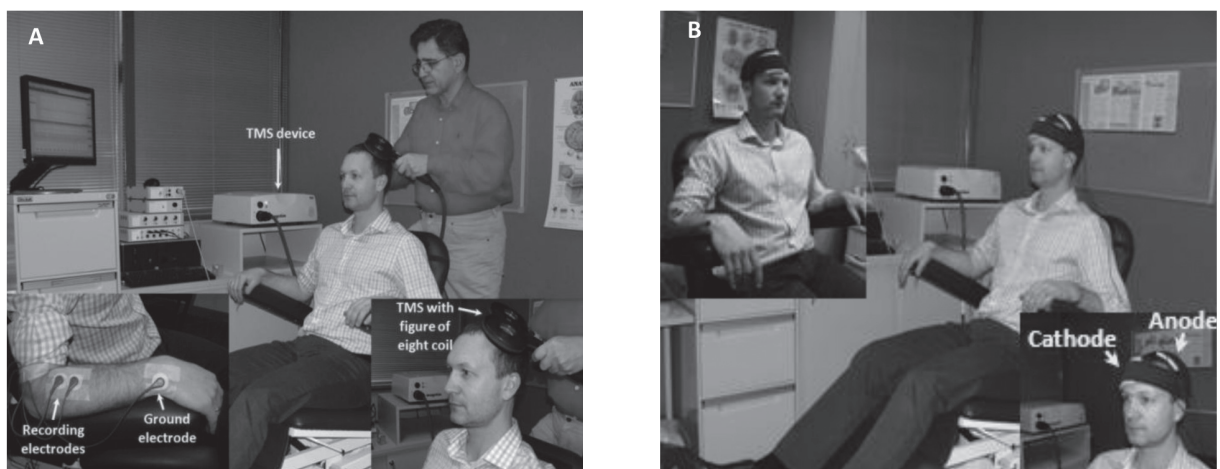 A
TMS device
TMS with
figure of
eight coil
Recording
electrodes
Ground
electrode
B
Cathode
Anode